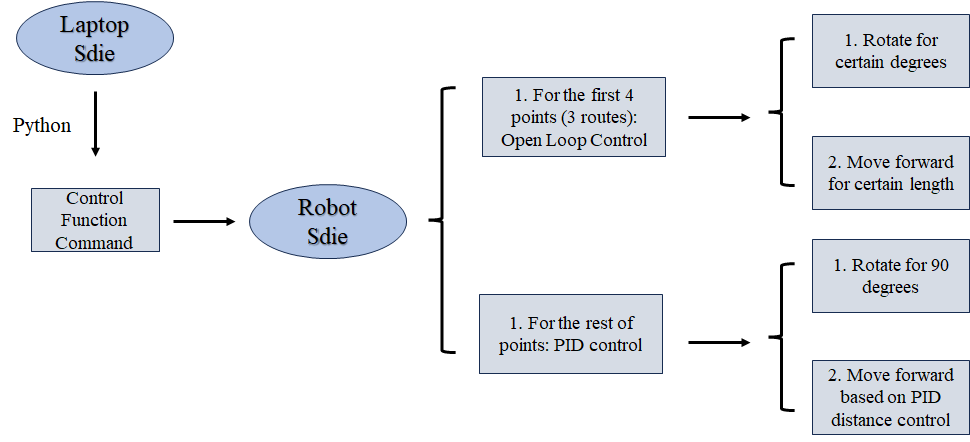 Laptop
Sdie
Python
Control
Function
Command
Robot
Sdie
1. For the first 4
points (3 routes):
Open Loop Control
1. Rotate for
certain degrees
2. Move forward
for certain length
1. For the rest of
points: PID control
1. Rotate for 90
degrees
2. Move forward
based on PID
distance control